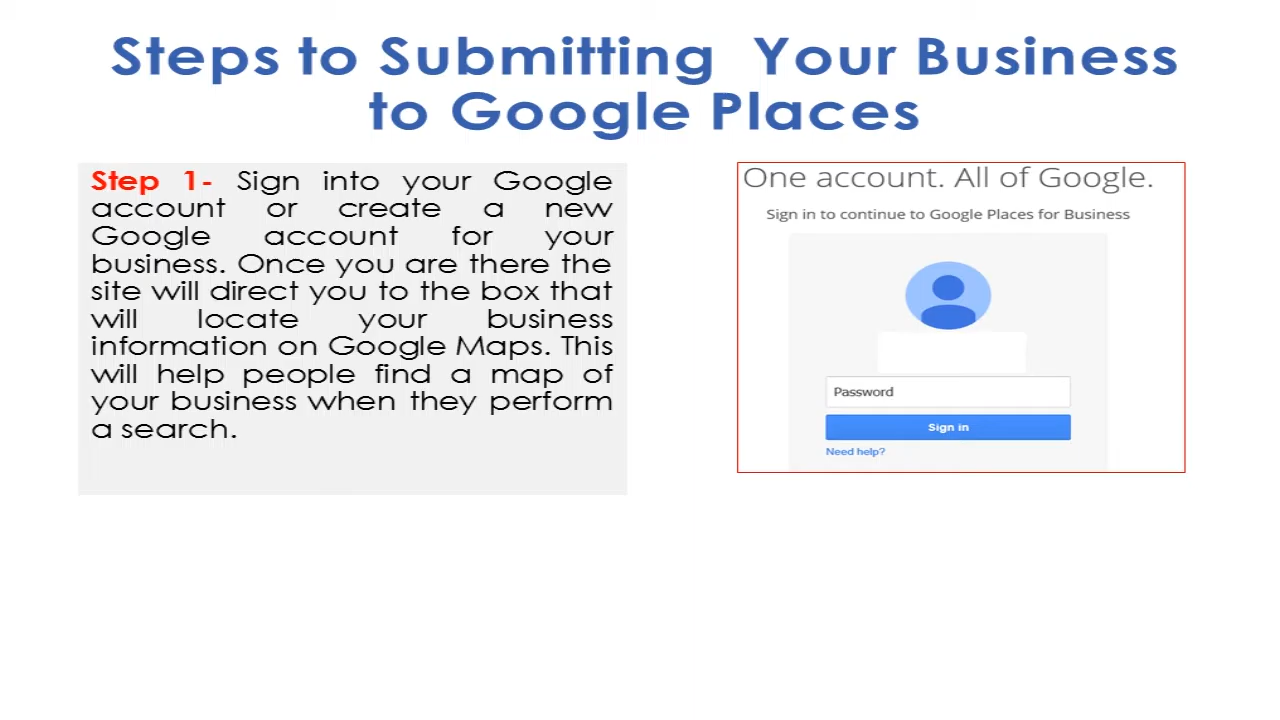 Steps to Submitting Your Business
to Google Places
Step 1- Sign into your Google
account or create a new
Google account for your
business. Once you are there the
site will direct you to the box that
will locate your business
information on Google Maps. This
will help people find a map of
your business when they perform
a search.
One account. All of Google.
Sign in to continue to Google Places for Business
Password
Sign in
Need help?